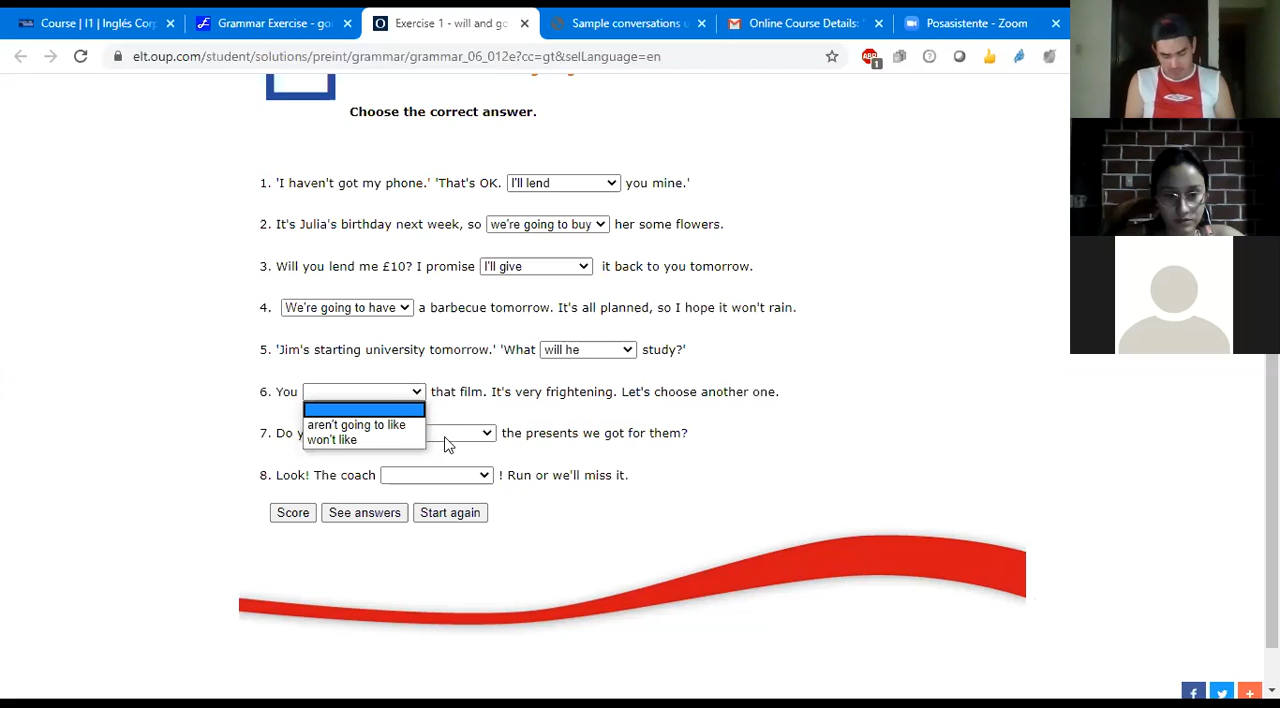 Course | I1 | Inglés Corp
Grammar Exercise - go
Exercise 1 - will and go
Sample conversations u
Online Course Details:
Posasistente - Zoom
elt.oup.com/student/solutions/preint/grammar/grammar_06_012e?cc=gt&selLanguage=en
1
Choose the correct answer.
1. 'I haven't got my phone.' 'That's OK. I'll lend you mine.'
2. It's Julia's birthday next week, so we're going to buy her some flowers.
3. Will you lend me £10? I promise I'll give it back to you tomorrow.
4. We're going to have a barbecue tomorrow. It's all planned, so I hope it won't rain.
5. 'Jim's starting university tomorrow.' 'What will he study?'
6. You that film. It's very frightening. Let's choose another one.
aren't going to like
won't like
7. Do y the presents we got for them?
8. Look! The coach ! Run or we'll miss it.
Score See answers Start again